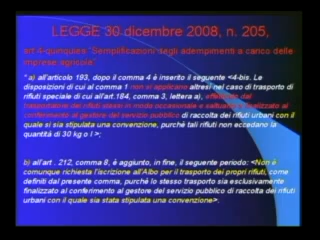 LEGGE 30 dicembre 2008, n. 205,
art 4-quinquies "Semplificazioni degli adempimenti a carico delle
imprese agricole"
" a) all'articolo 193, dopo il comma 4 è inserito il seguente <4-bis. Le
disposizioni di cui al comma 1 non si applicano altresì nel caso di trasporto di
rifiuti speciale di cui all'art.184, comma 3, lettera a), effettuato dal
trasportatore dei rifiuti stessi in modo occasionale e saltuario e finalizzato al
conferimento al gestore del servizio pubblico di raccolta dei rifiuti urbani con il
quale si sia stipulata una convenzione, purchè tali rifiuti non eccedano la
quantità di 30 kg o l >;
b) all'art . 212, comma 8, è aggiunto, in fine, il seguente periodo: <Non è
comunque richiesta l'iscrizione all'Albo per il trasporto dei propri rifiuti, come
definiti dal presente comma, purchè lo stesso trasporto sia esclusivamente
finalizzato al conferimento al gestore del servizio pubblico di raccolta dei rifiuti
urbani con il quale sia stata stipulata una convenzione>.